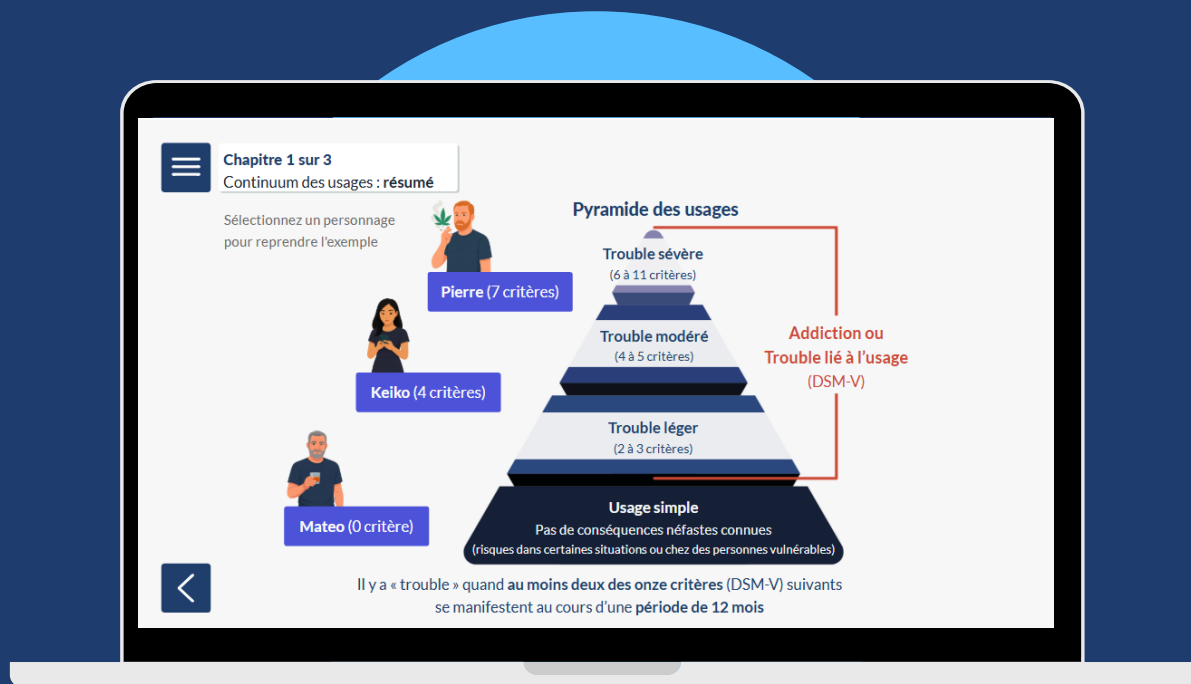 Chapitre 1 sur 3
Continuum des usages : résumé
Sélectionnez un personnage
pour reprendre l'exemple
Pierre (7 critères)
Keiko (4 critères)
Mateo (0 critère)
Pyramide des usages
Trouble sévère
(6 à 11 critères)
Trouble modéré
(4 à 5 critères)
Trouble léger
(2 à 3 critères)
Usage simple
Pas de conséquences néfastes connues
(risques dans certaines situations ou chez des personnes vulnérables)
Addiction ou
Trouble lié à l’usage
(DSM-V)
Il y a « trouble » quand au moins deux des onze critères (DSM-V) suivants
se manifestent au cours d’une période de 12 mois